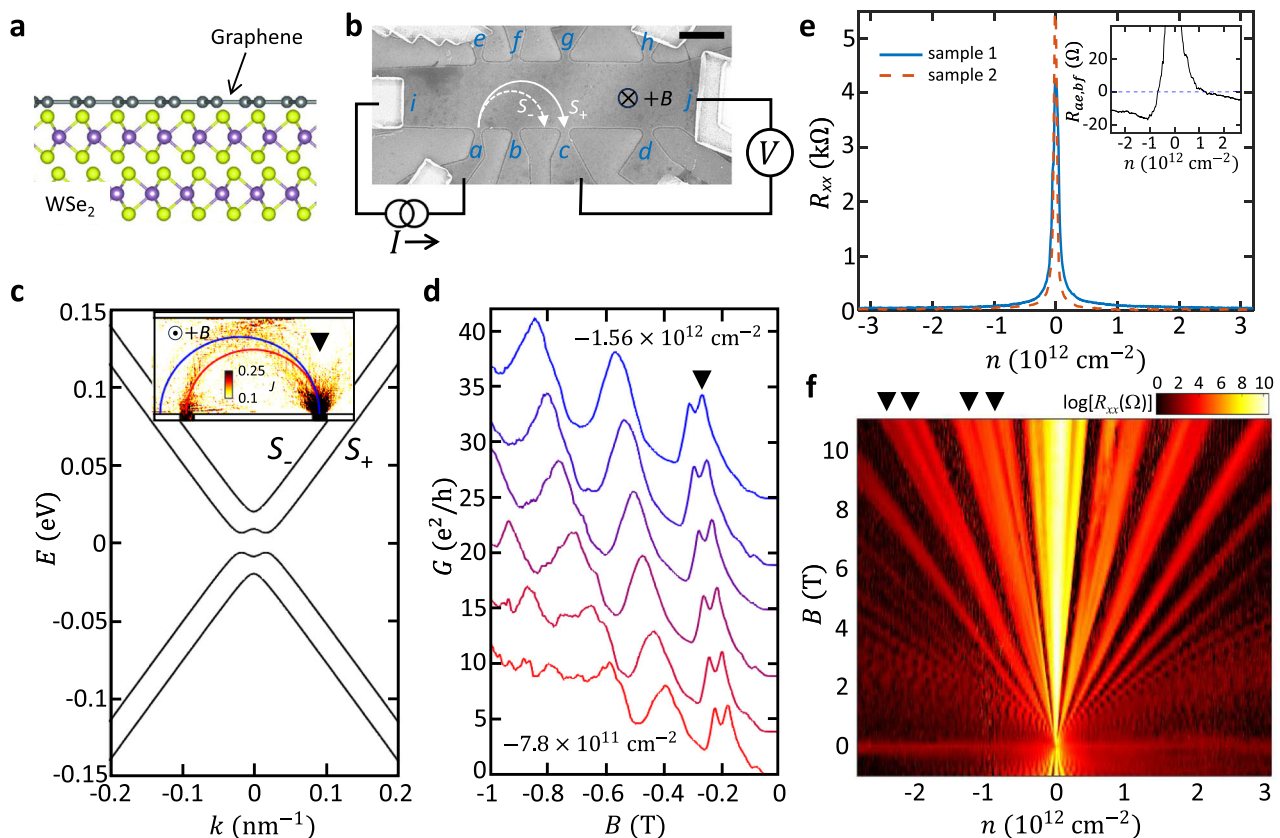 a
Graphene
WSe₂
b
e f g h
i
S₋
S₊
⊗ +B
j
a b c d
V
I →
c
0.15
0.1
0.05
0
-0.05
-0.1
-0.15
E (eV)
⊙ +B
0.25
0.1
J
S₋
S₊
-0.2 -0.1 0 0.1 0.2
k (nm⁻¹)
d
40
35
30
25
20
15
10
5
0
G (e²/h)
−1.56 × 10¹² cm⁻²
−7.8 × 10¹¹ cm⁻²
-1 -0.8 -0.6 -0.4 -0.2 0
B (T)
e
5
4
3
2
1
0
Rₓₓ (kΩ)
sample 1
sample 2
20
0
-20
R_{ae,bf} (Ω)
-2 -1 0 1 2
n (10¹² cm⁻²)
-3 -2 -1 0 1 2 3
n (10¹² cm⁻²)
f
0 2 4 6 8 10
log[Rₓₓ(Ω)]
10
8
6
4
2
0
B (T)
-2 -1 0 1 2 3
n (10¹² cm⁻²)